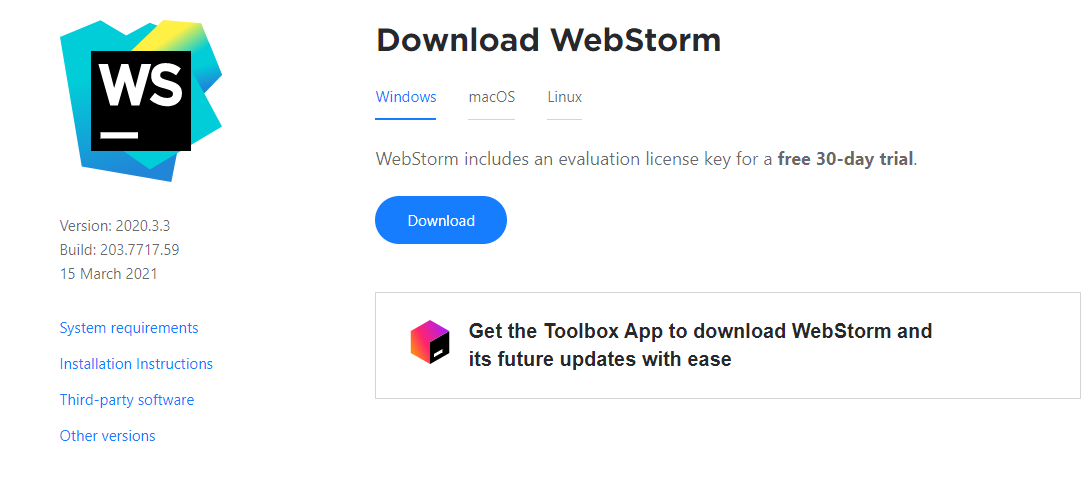 WS
Version: 2020.3.3
Build: 203.7717.59
15 March 2021
System requirements
Installation Instructions
Third-party software
Other versions
Download WebStorm
Windows macOS Linux
WebStorm includes an evaluation license key for a free 30-day trial.
Download
Get the Toolbox App to download WebStorm and
its future updates with ease